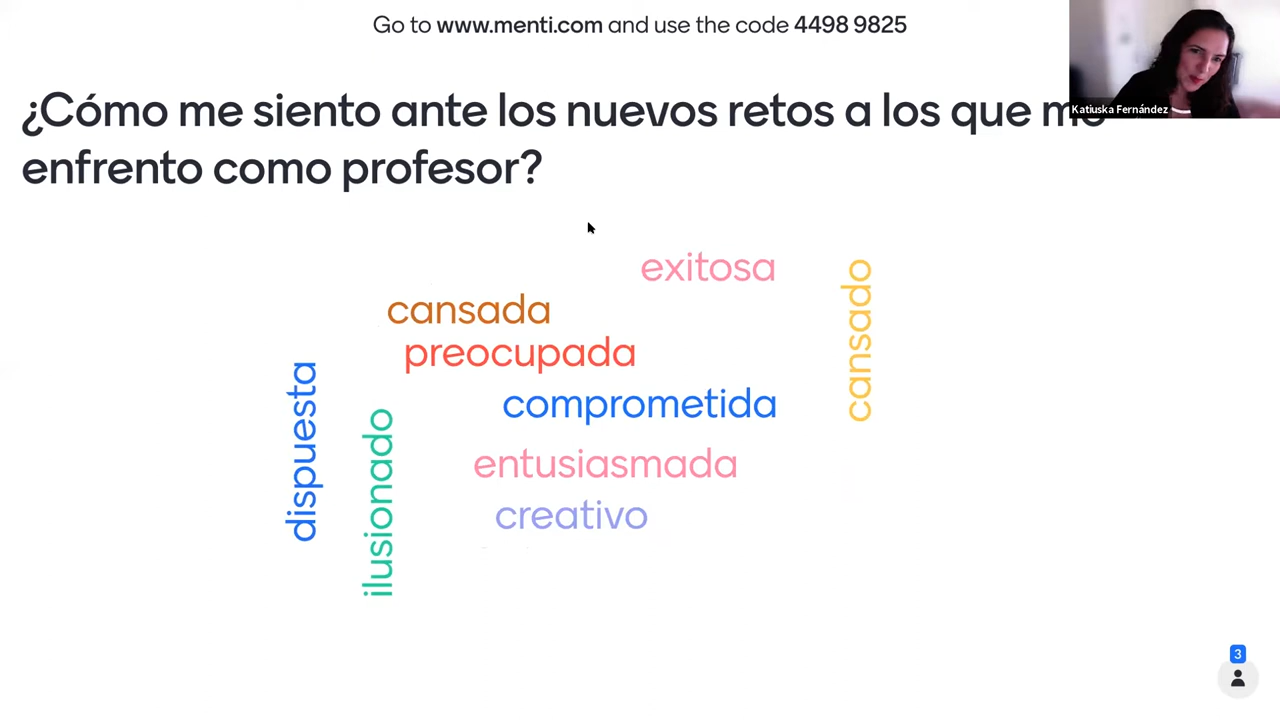 Go to www.menti.com and use the code 4498 9825
Katiuska Fernández
¿Cómo me siento ante los nuevos retos a los que me
enfrento como profesor?
exitosa
cansado
cansada
preocupada
dispuesta
comprometida
ilusionado
entusiasmada
creativo
3